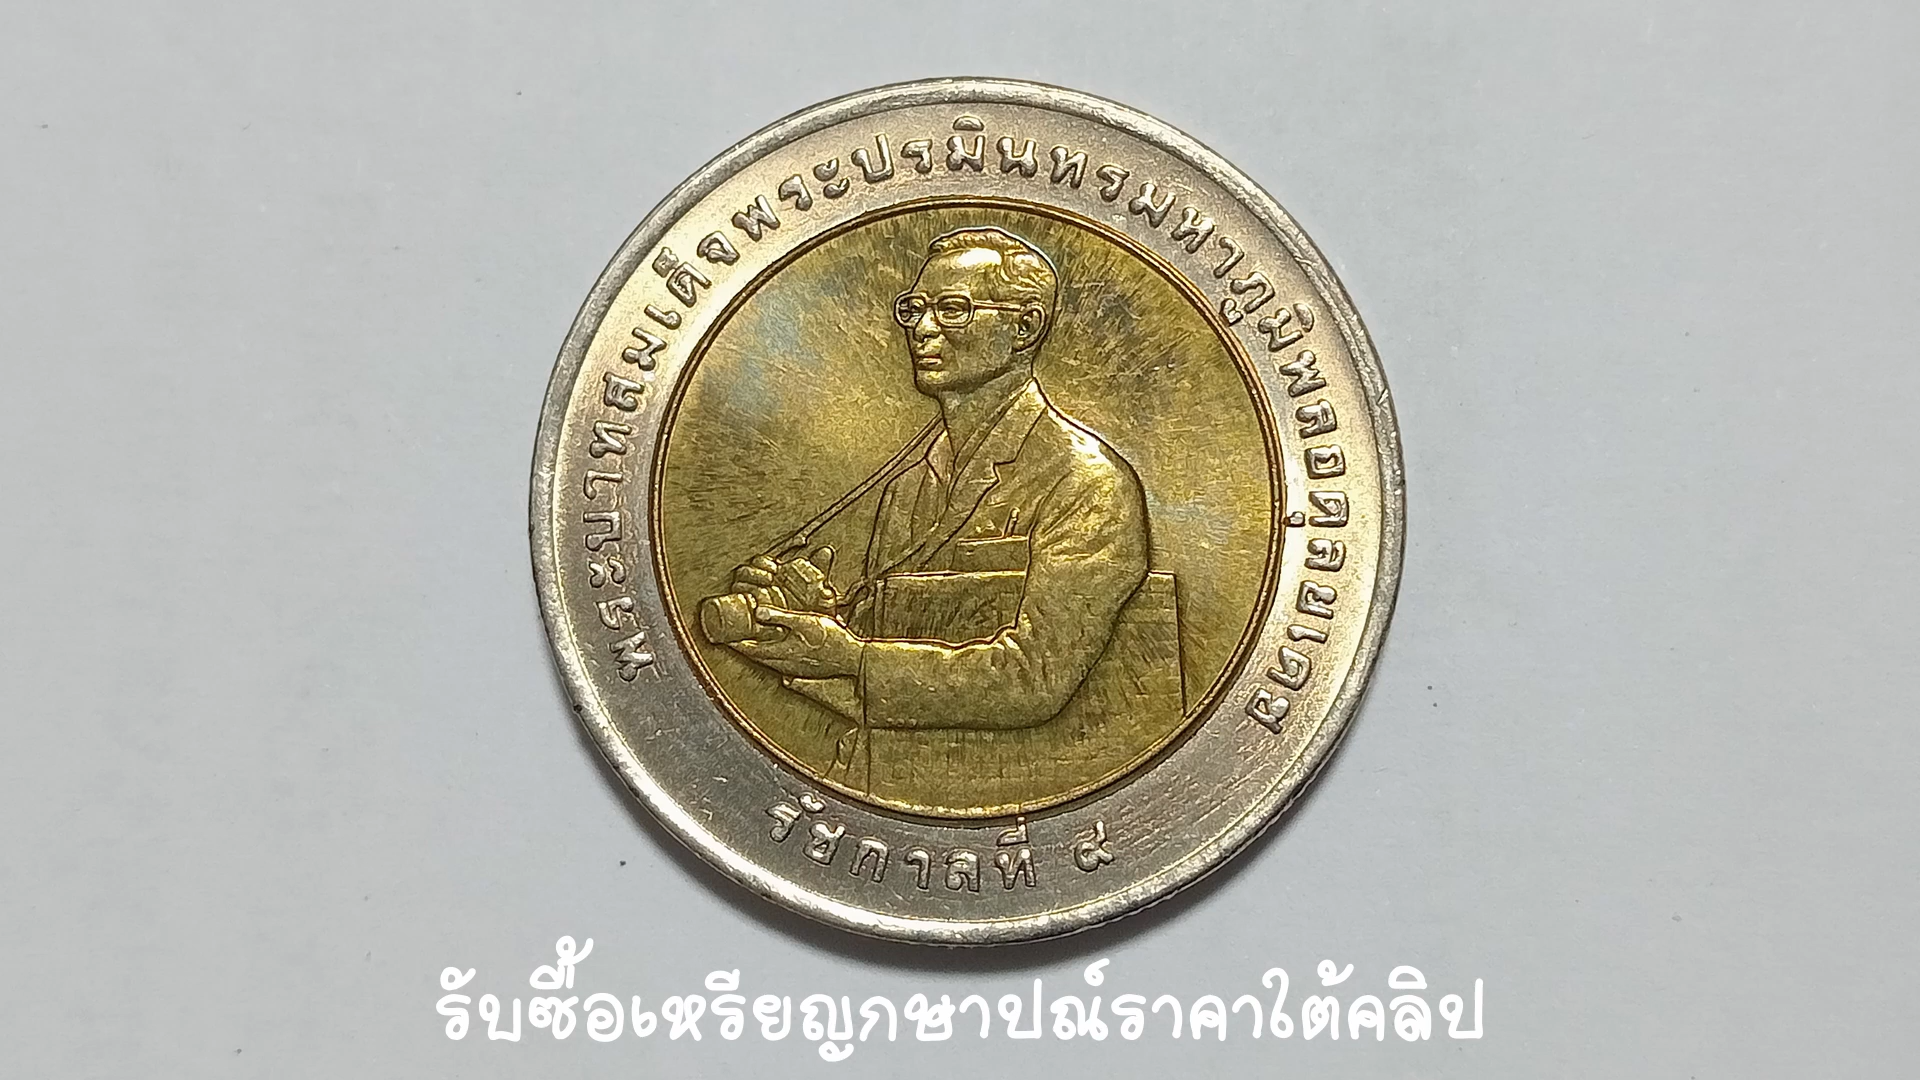 พระบาทสมเด็จพระปรมินทรมหาภูมิพลอดุลยเดช
รัชกาลที่ ๙
รับซื้อเหรียญกษาปณ์ราคาใต้คลิป